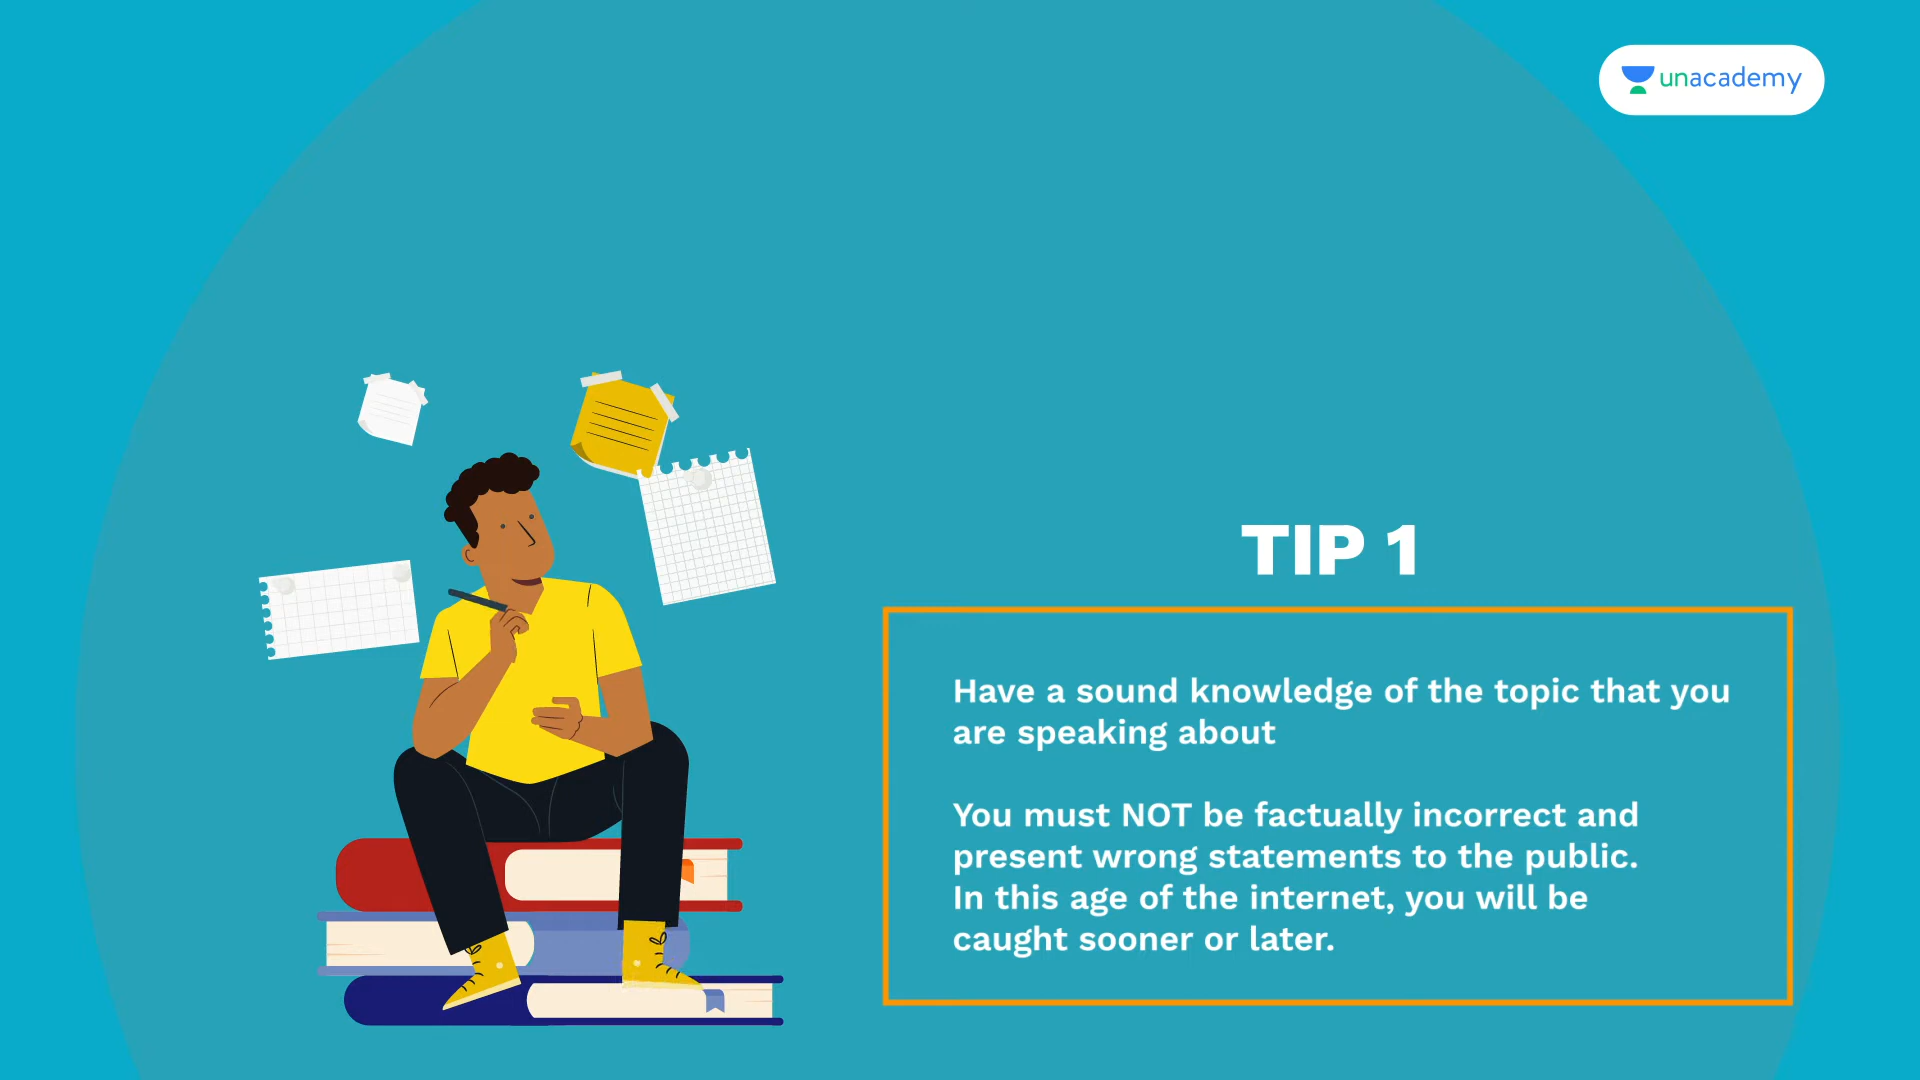 unacademy
TIP 1
Have a sound knowledge of the topic that you
are speaking about
You must NOT be factually incorrect and
present wrong statements to the public.
In this age of the internet, you will be
caught sooner or later.